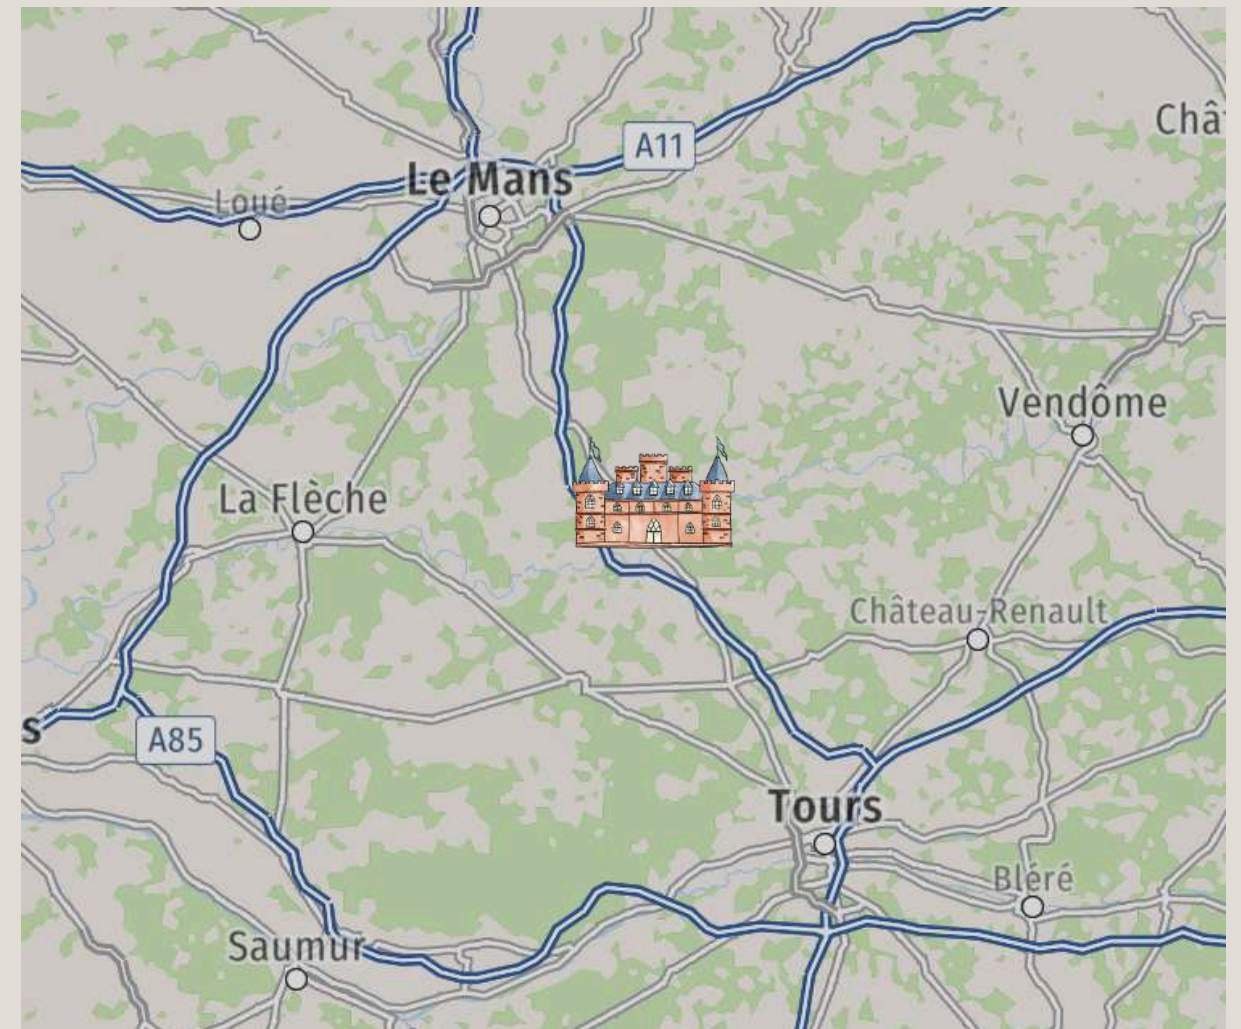 Châ
A11
Le Mans
Loué
Vendôme
La Flèche
Château-Renault
s
A85
Tours
Bléré
Saumur